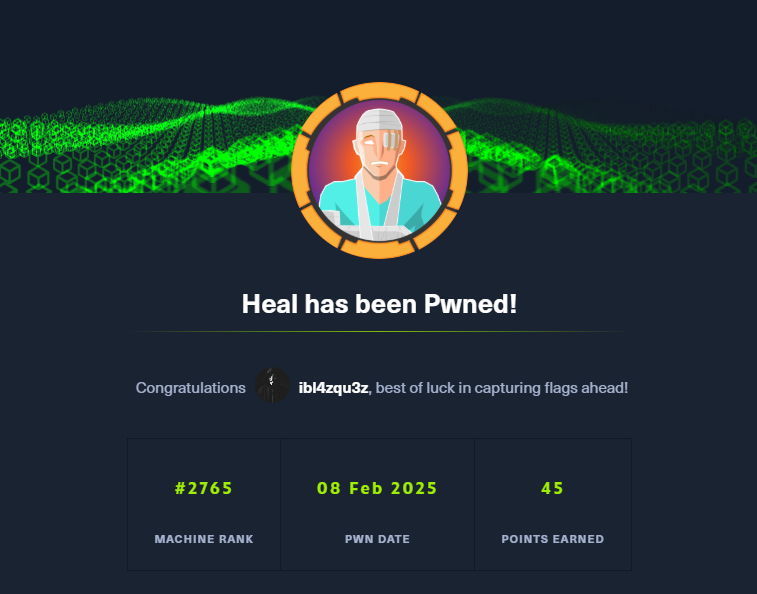 Heal has been Pwned!
Congratulations ibl4zqu3z, best of luck in capturing flags ahead!
#2765 08 Feb 2025 45
MACHINE RANK PWN DATE POINTS EARNED